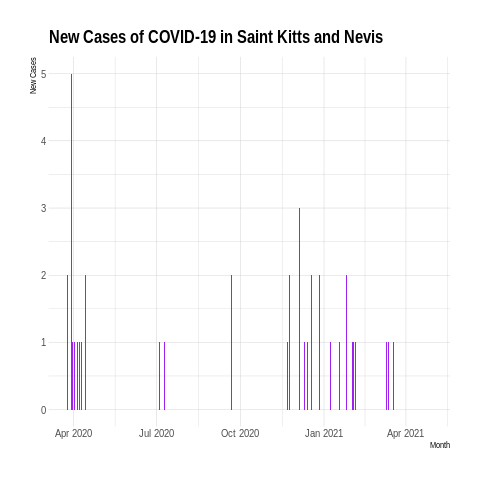 New Cases of COVID-19 in Saint Kitts and Nevis
New Cases
5
4
3
2
1
0
Apr 2020 Jul 2020 Oct 2020 Jan 2021 Apr 2021
Month